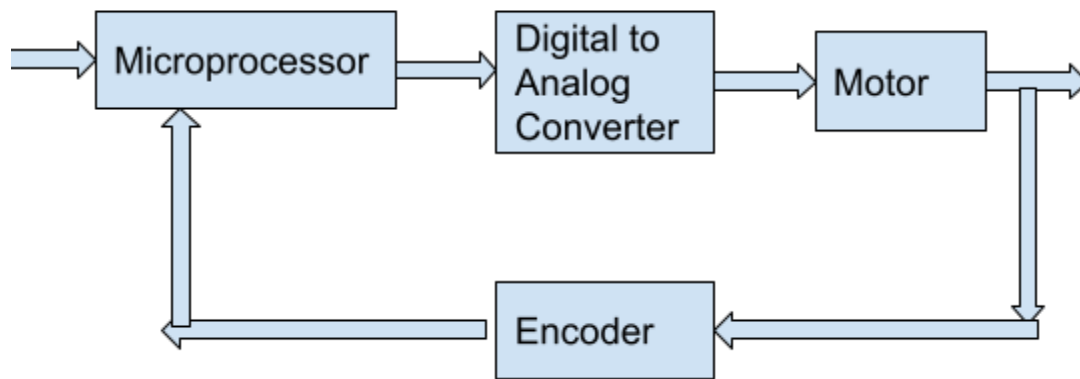 Microprocessor
Digital to
Analog
Converter
Motor
Encoder